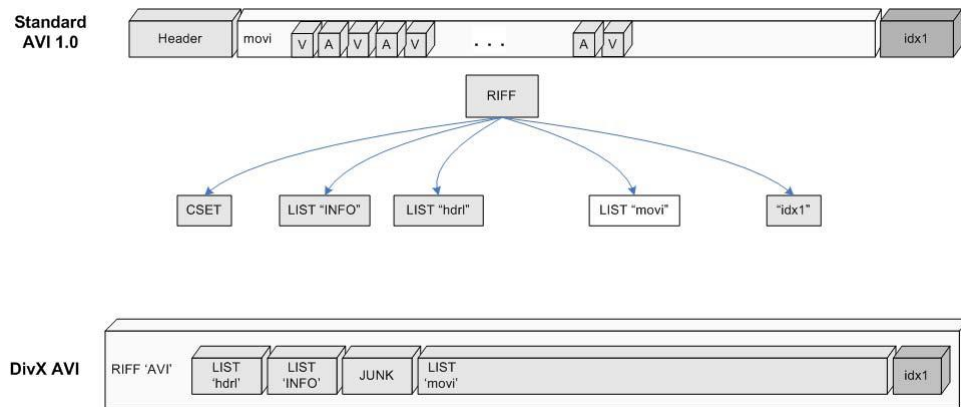 Standard
AVI 1.0
Header
movi
V A V A V
. . .
A V
idx1
RIFF
CSET
LIST “INFO”
LIST “hdrl”
LIST “movi”
“idx1”
DivX AVI
RIFF ‘AVI’
LIST
‘hdrl’
LIST
‘INFO’
JUNK
LIST
‘movi’
idx1